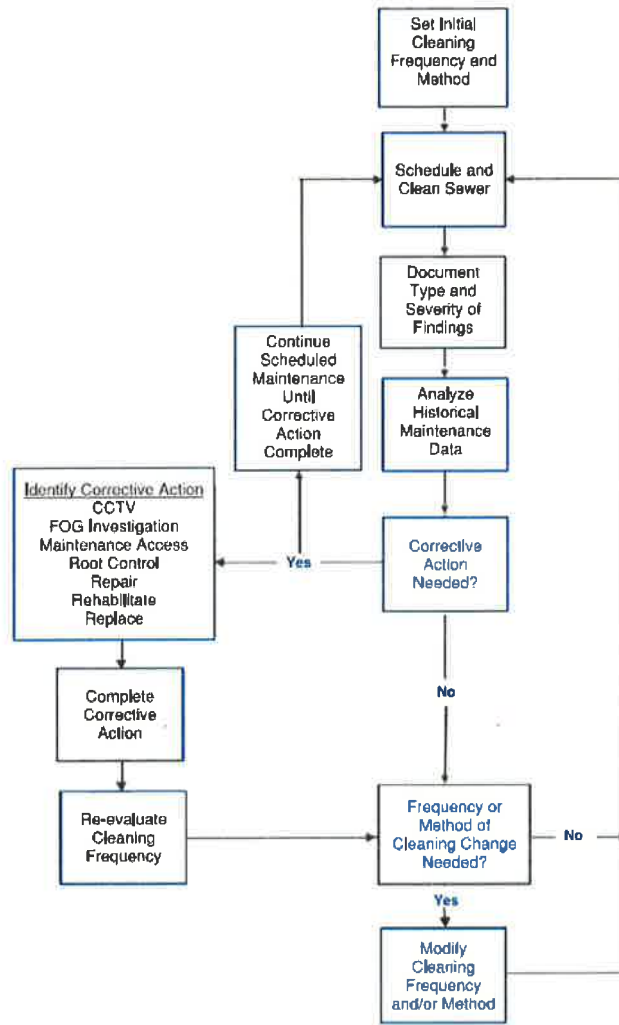 Set Initial
Cleaning
Frequency and
Method
Schedule and
Clean Sewer
Document
Type and
Severity of
Findings
Continue
Scheduled
Maintenance
Until
Corrective
Action
Complete
Analyze
Historical
Maintenance
Data
Identify Corrective Action
CCTV
FOG Investigation
Maintenance Access
Root Control
Repair
Rehabilitate
Replace
Yes
Corrective
Action
Needed?
No
Complete
Corrective
Action
Re-evaluate
Cleaning
Frequency
Frequency or
Method of
Cleaning Change
Needed?
No
Yes
Modify
Cleaning
Frequency
and/or Method